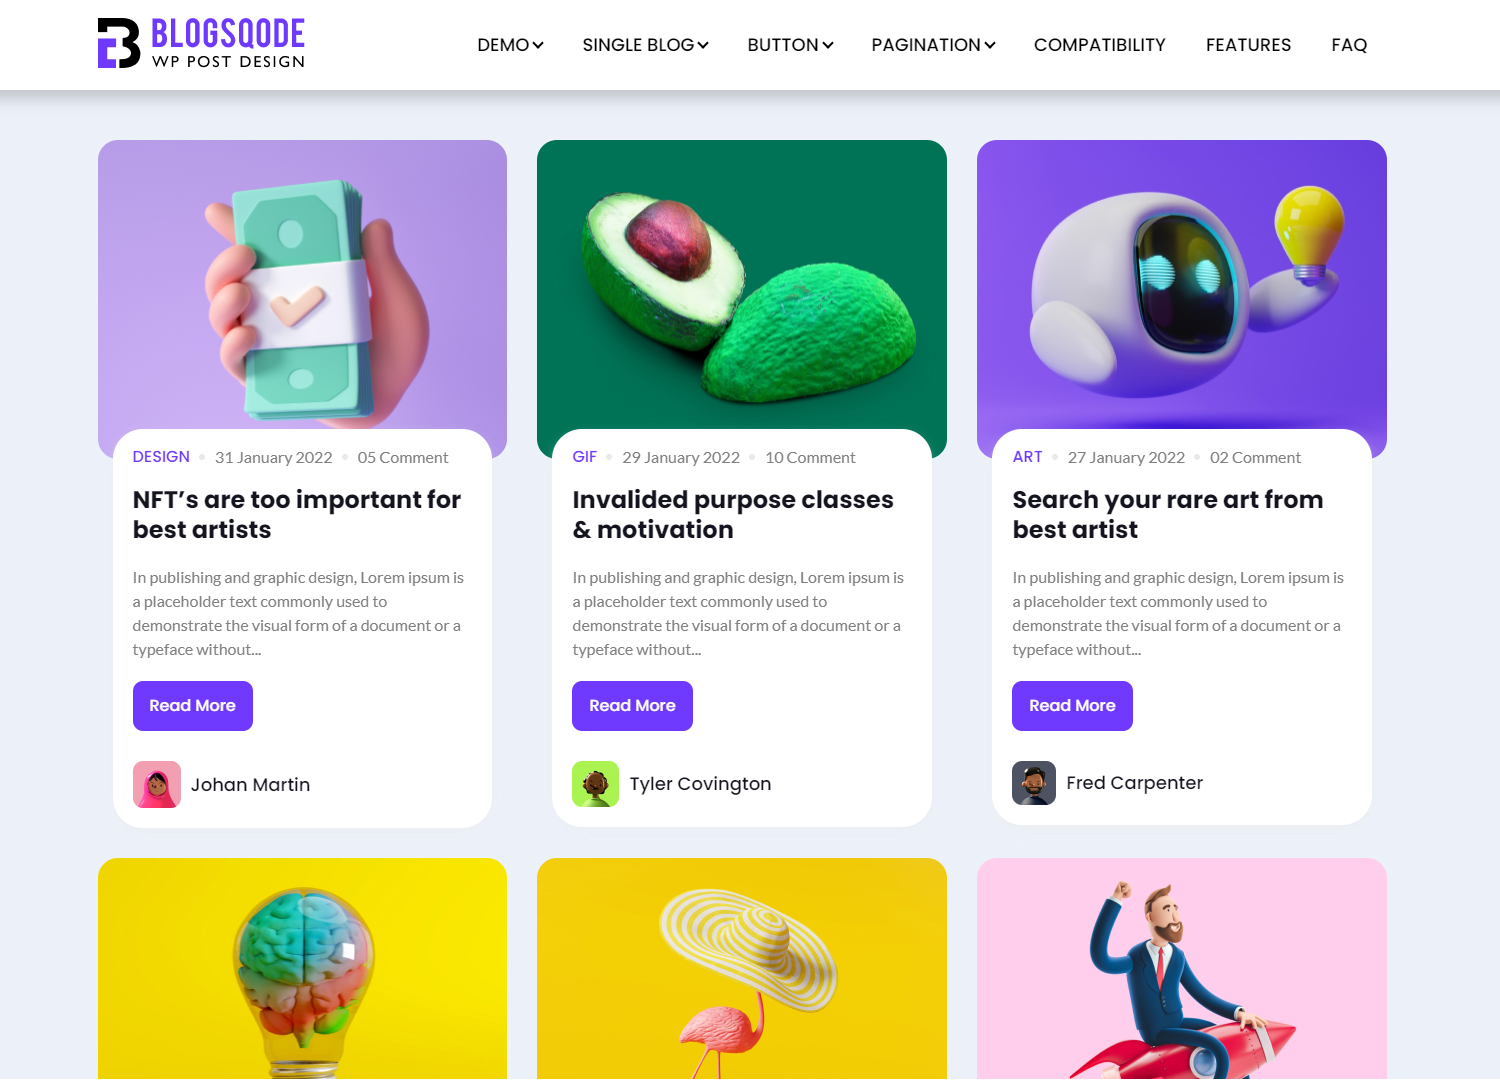 BLOGSQODE
WP POST DESIGN
DEMO SINGLE BLOG BUTTON PAGINATION COMPATIBILITY FEATURES FAQ
DESIGN 31 January 2022 05 Comment
NFT’s are too important for
best artists
In publishing and graphic design, Lorem ipsum is
a placeholder text commonly used to
demonstrate the visual form of a document or a
typeface without...
Read More
Johan Martin
GIF 29 January 2022 10 Comment
Invalided purpose classes
& motivation
In publishing and graphic design, Lorem ipsum is
a placeholder text commonly used to
demonstrate the visual form of a document or a
typeface without...
Read More
Tyler Covington
ART 27 January 2022 02 Comment
Search your rare art from
best artist
In publishing and graphic design, Lorem ipsum is
a placeholder text commonly used to
demonstrate the visual form of a document or a
typeface without...
Read More
Fred Carpenter